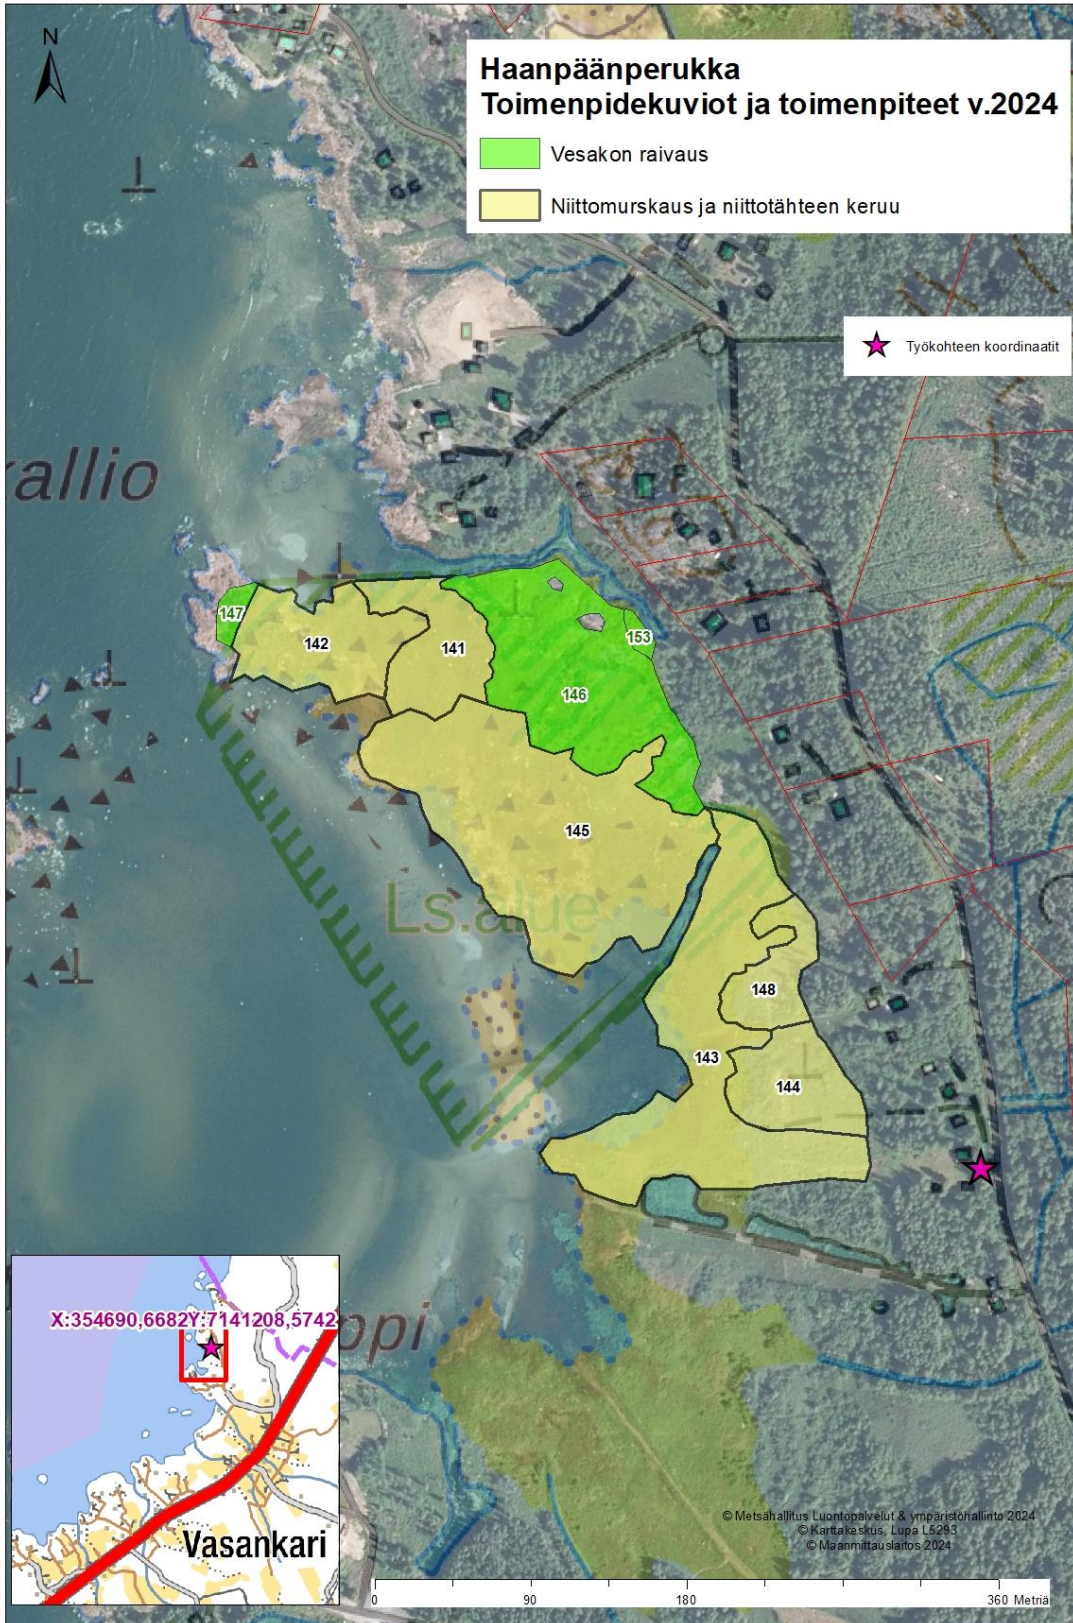 N
Haanpäänperukka
Toimenpidekuviot ja toimenpiteet v.2024
Vesakon raivaus
Niittomurskaus ja niittotähteen keruu
Työkohteen koordinaatit
kallio
147
142
141
153
146
145
Ls.alue
148
143
144
X:354690,6682Y:7141208,5742
ppi
Vasankari
© Metsähallitus Luontopalvelut & ympäristöhallinto 2024
© Karttakeskus, Lupa L5293
© Maanmittauslaitos 2024
0 90 180 360 Metriä